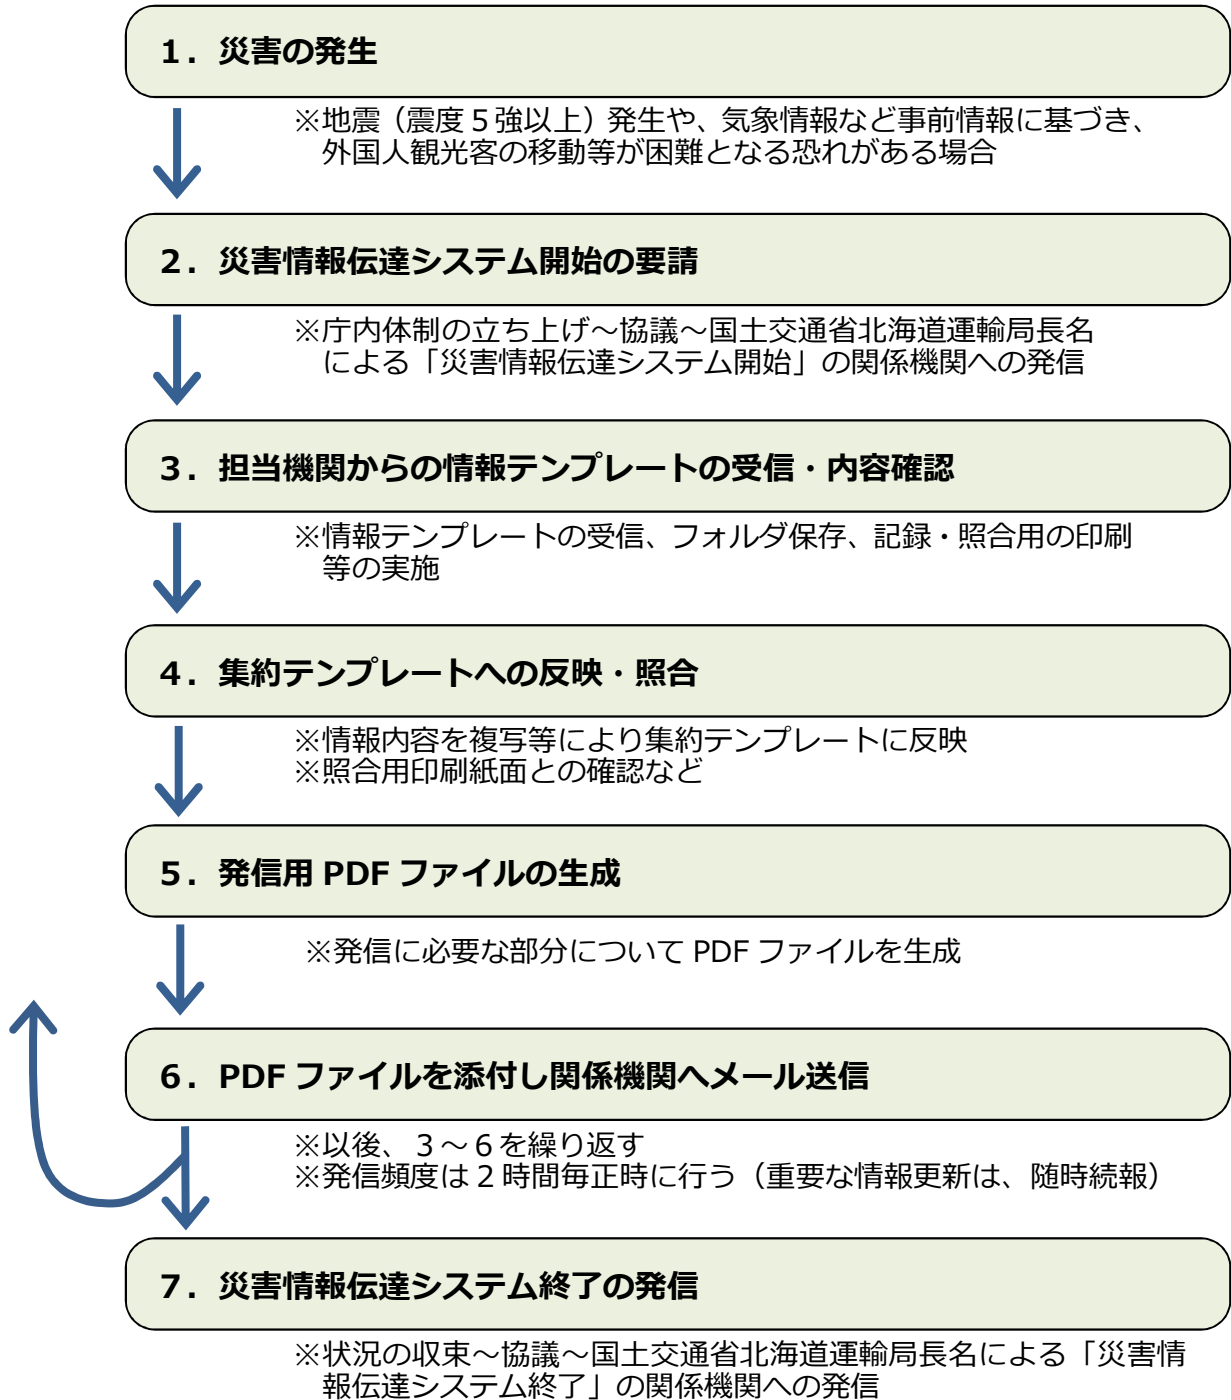 １．災害の発生
※地震（震度５強以上）発生や、気象情報など事前情報に基づき、
外国人観光客の移動等が困難となる恐れがある場合
２．災害情報伝達システム開始の要請
※庁内体制の立ち上げ～協議～国土交通省北海道運輸局長名
による「災害情報伝達システム開始」の関係機関への発信
３．担当機関からの情報テンプレートの受信・内容確認
※情報テンプレートの受信、フォルダ保存、記録・照合用の印刷
等の実施
４．集約テンプレートへの反映・照合
※情報内容を複写等により集約テンプレートに反映
※照合用印刷紙面との確認など
５．発信用 PDF ファイルの生成
※発信に必要な部分について PDF ファイルを生成
６．PDF ファイルを添付し関係機関へメール送信
※以後、３～６を繰り返す
※発信頻度は２時間毎正時に行う（重要な情報更新は、随時続報）
７．災害情報伝達システム終了の発信
※状況の収束～協議～国土交通省北海道運輸局長名による「災害情
報伝達システム終了」の関係機関への発信